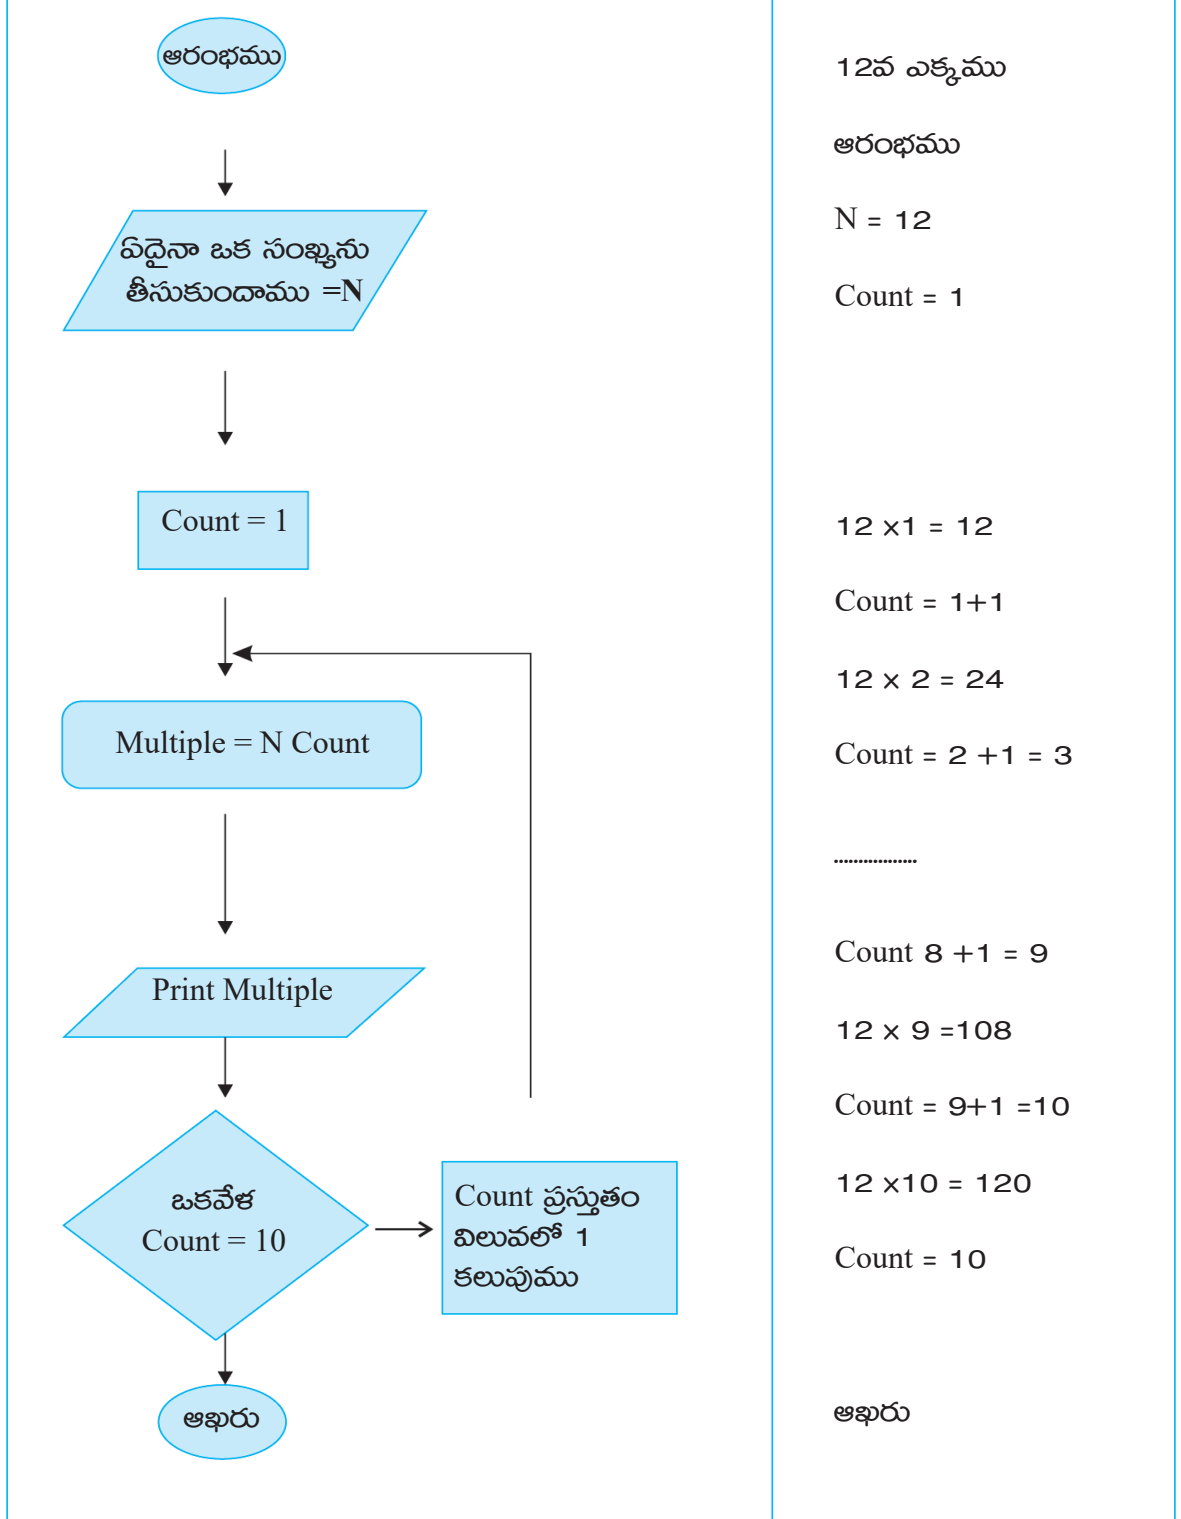 ఆరంభము
ఏదైనా ఒక సంఖ్యను
తీసుకుందాము =N
Count = 1
Multiple = N Count
Print Multiple
ఒకవేళ
Count = 10
Count ప్రస్తుతం
విలువలో 1
కలుపుము
ఆఖరు
12వ ఎక్కము
ఆరంభము
N = 12
Count = 1
12 ×1 = 12
Count = 1+1
12 × 2 = 24
Count = 2 +1 = 3
.................
Count 8 +1 = 9
12 × 9 =108
Count = 9+1 =10
12 ×10 = 120
Count = 10
ఆఖరు